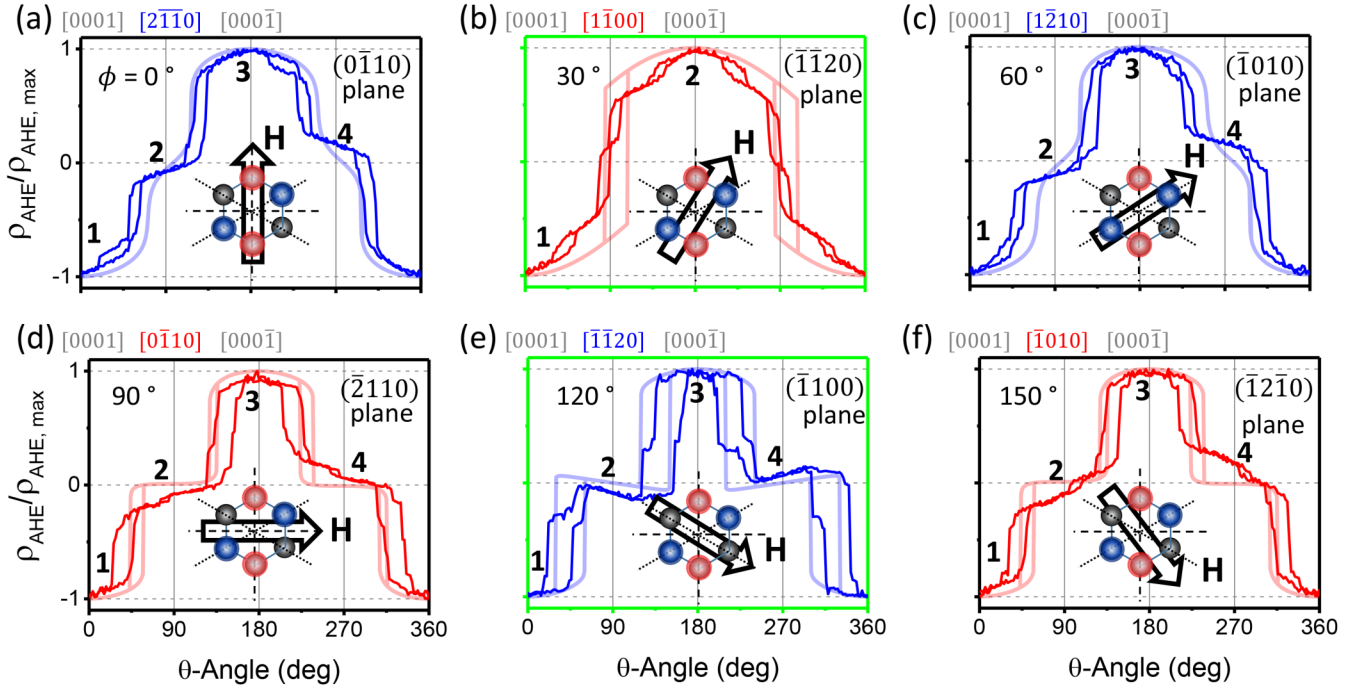 (a) [0001] [21̄1̄0] [0001̄]
ϕ = 0 °
(01̄10)
plane
1
2
3
4
H
1
0
-1
ρAHE/ρAHE, max
(b) [11̄00] [0001̄]
30 °
(1̄1̄20)
plane
1
2
H
(c) [0001] [12̄10] [0001̄]
60 °
(1̄010)
plane
1
2
3
4
H
(d) [0001] [01̄10] [0001̄]
90 °
(2̄110)
plane
1
2
3
4
H
1
0
-1
ρAHE/ρAHE, max
0 90 180 270 360
θ-Angle (deg)
(e) [0001] [1̄1̄20] [0001̄]
120 °
(1̄100)
plane
1
2
3
4
H
0 90 180 270 360
θ-Angle (deg)
(f) [0001] [1̄010] [0001̄]
150 °
(1̄21̄0)
plane
1
2
3
4
H
0 90 180 270 360
θ-Angle (deg)